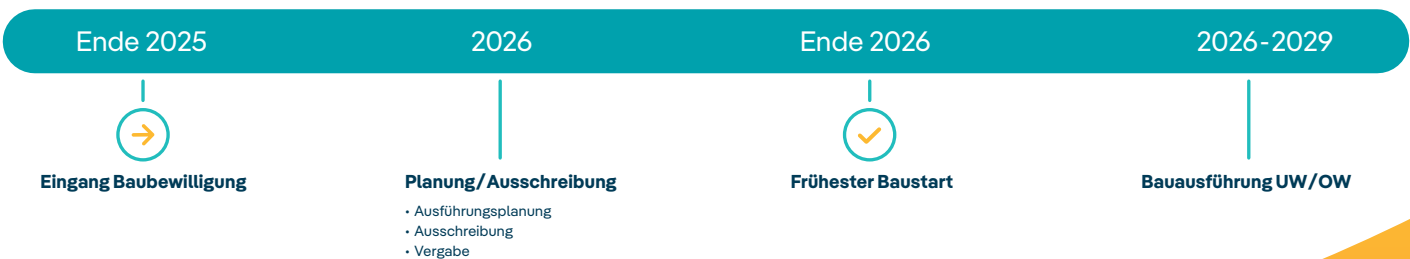 Ende 2025
2026
Ende 2026
2026-2029
Eingang Baubewilligung
Planung/Ausschreibung
• Ausführungsplanung
• Ausschreibung
• Vergabe
Frühester Baustart
Bauausführung UW/OW